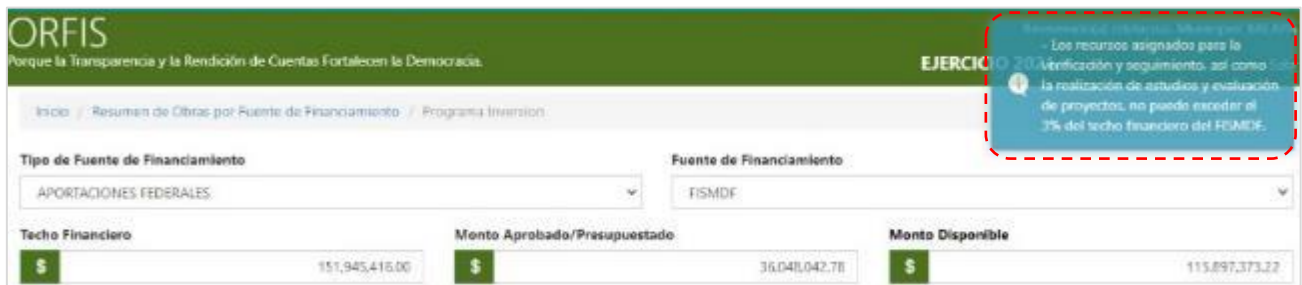 ORFIS
Porque la Transparencia y la Rendición de Cuentas Fortalecen la Democracia.
EJERCICIO 202
- Los recursos asignados para la
verificación y seguimiento, así como
la realización de estudios y evaluación
de proyectos, no puede exceder el
3% del techo financiero del FISMDF.
Inicio / Resumen de Obras por Fuente de Financiamiento / Programa Inversion
Tipo de Fuente de Financiamiento
Fuente de Financiamiento
APORTACIONES FEDERALES
FISMDF
Techo Financiero
Monto Aprobado/Presupuestado
Monto Disponible
$ 151,945,416.00
$ 36,048,042.78
$ 115,897,373.22